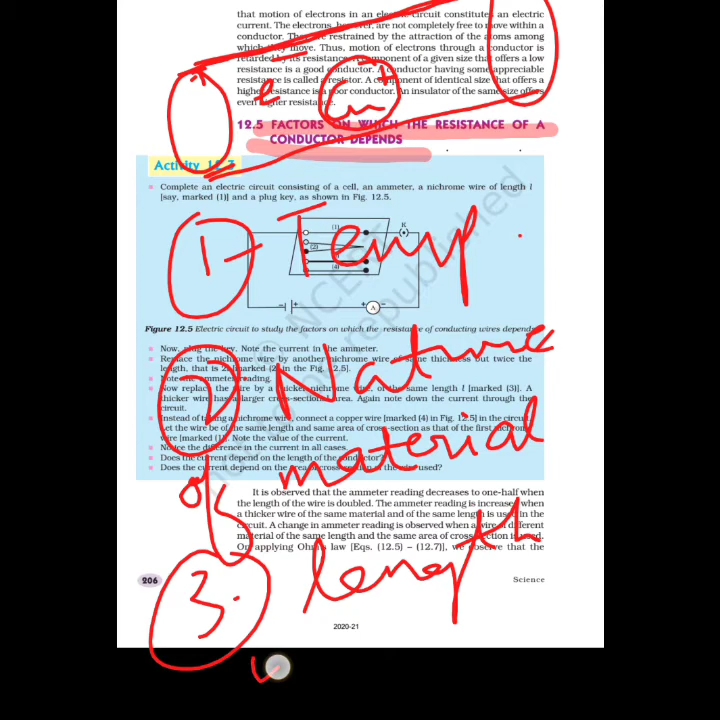 that motion of electrons in an electric circuit constitutes an electric
current. The electrons, however, are not completely free to move within a
conductor. They are restrained by the attraction of the atoms among
which they move. Thus, motion of electrons through a conductor is
retarded by its resistance. A component of a given size that offers a low
resistance is a good conductor. A conductor having some appreciable
resistance is called a resistor. A component of identical size that offers a
higher resistance is a poor conductor. An insulator of the same size offers
even higher resistance.
12.5 FACTORS ON WHICH THE RESISTANCE OF A
CONDUCTOR DEPENDS
Activity 12.3
Complete an electric circuit consisting of a cell, an ammeter, a nichrome wire of length l
[say, marked (1)] and a plug key, as shown in Fig. 12.5.
(1)
K
(2)
(4)
1- Temp.
− + + A −
Figure 12.5 Electric circuit to study the factors on which the resistance of conducting wires depends
Now, plug the key. Note the current in the ammeter.
Replace the nichrome wire by another nichrome wire of same thickness but twice the
length, that is 2l [marked (2) in the Fig. 12.5].
Note the ammeter reading.
Now replace the wire by a thicker nichrome wire, of the same length l [marked (3)]. A
thicker wire has a larger cross-sectional area. Again note down the current through the
circuit.
Instead of taking a nichrome wire, connect a copper wire [marked (4) in Fig. 12.5] in the circuit.
Let the wire be of the same length and same area of cross-section as that of the first nichrome
wire [marked (1)]. Note the value of the current.
Notice the difference in the current in all cases.
Does the current depend on the length of the conductor?
Does the current depend on the area of cross-section of the wire used?
2 Nature
of material
It is observed that the ammeter reading decreases to one-half when
the length of the wire is doubled. The ammeter reading is increased when
a thicker wire of the same material and of the same length is used in the
circuit. A change in ammeter reading is observed when a wire of different
material of the same length and the same area of cross-section is used.
On applying Ohm's law [Eqs. (12.5) – (12.7)], we observe that the
3. length
206
Science
2020-21
© NCERT
not to be republished